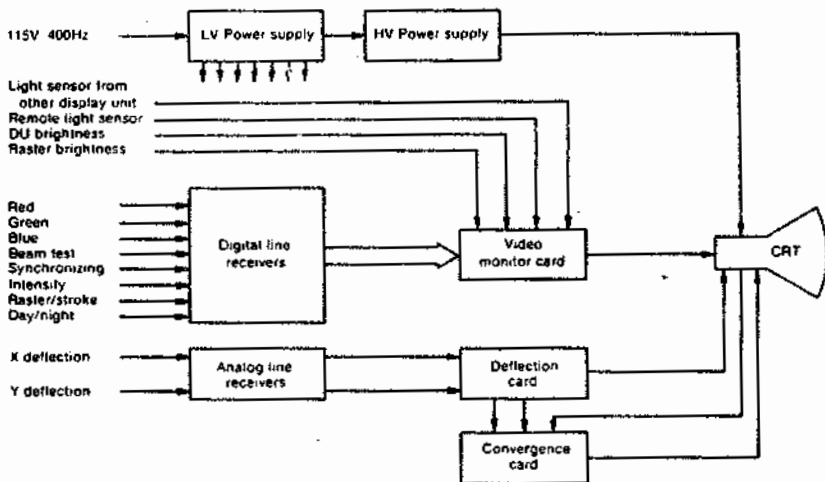 115V 400Hz
LV Power supply
HV Power supply
Light sensor from
other display unit
Remote light sensor
DU brightness
Raster brightness
Red
Green
Blue
Beam test
Synchronizing
Intensity
Raster/stroke
Day/night
Digital line
receivers
Video
monitor card
CRT
X deflection
Y deflection
Analog line
receivers
Deflection
card
Convergence
card